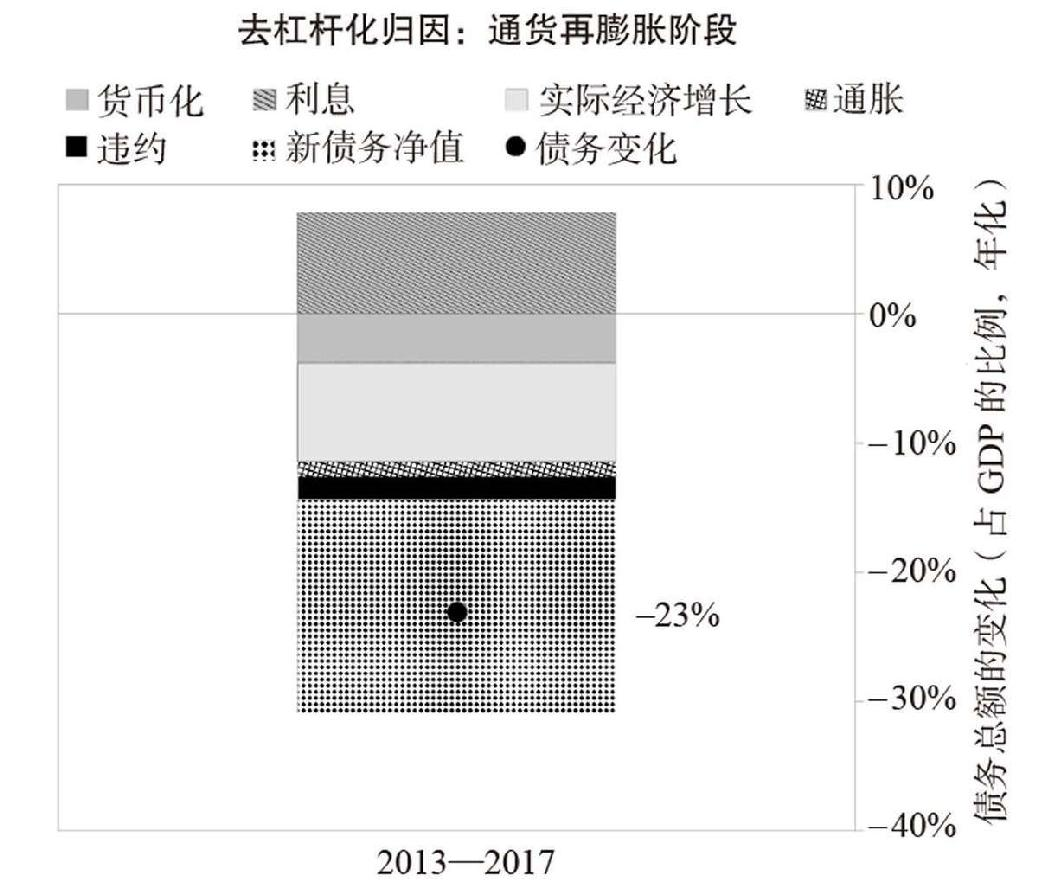 去杠杆化归因：通货再膨胀阶段
货币化 利息 实际经济增长 通胀
违约 新债务净值 债务变化
10%
0%
−10%
−20%
−30%
−40%
−23%
债务总额的变化（占 GDP 的比例，年化）
2013—2017